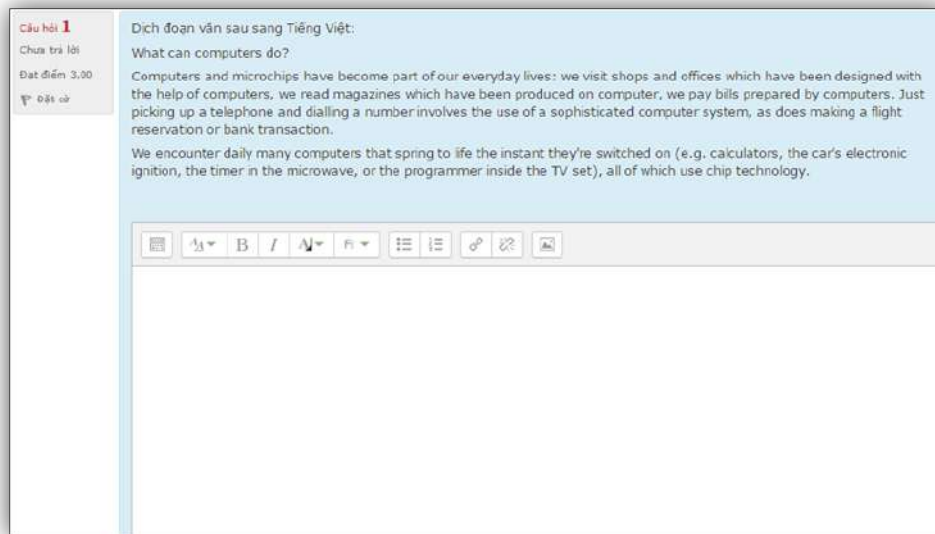 Câu hỏi 1
Chưa trả lời
Đạt điểm 3,00
Đặt cờ
Dịch đoạn văn sau sang Tiếng Việt:
What can computers do?
Computers and microchips have become part of our everyday lives: we visit shops and offices which have been designed with
the help of computers, we read magazines which have been produced on computer, we pay bills prepared by computers. Just
picking up a telephone and dialling a number involves the use of a sophisticated computer system, as does making a flight
reservation or bank transaction.
We encounter daily many computers that spring to life the instant they're switched on (e.g. calculators, the car's electronic
ignition, the timer in the microwave, or the programmer inside the TV set), all of which use chip technology.
B I